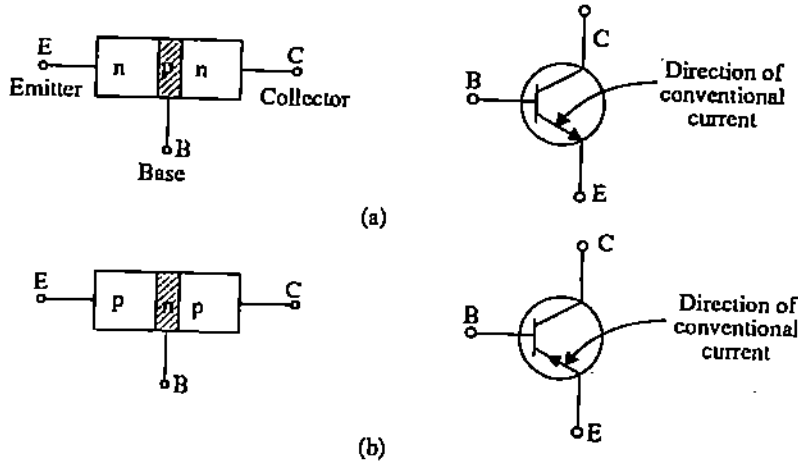 E
n
p
n
C
Emitter
Collector
B
Base
C
B
Direction of
conventional
current
E
(a)
E
p
n
p
C
B
C
B
Direction of
conventional
current
E
(b)